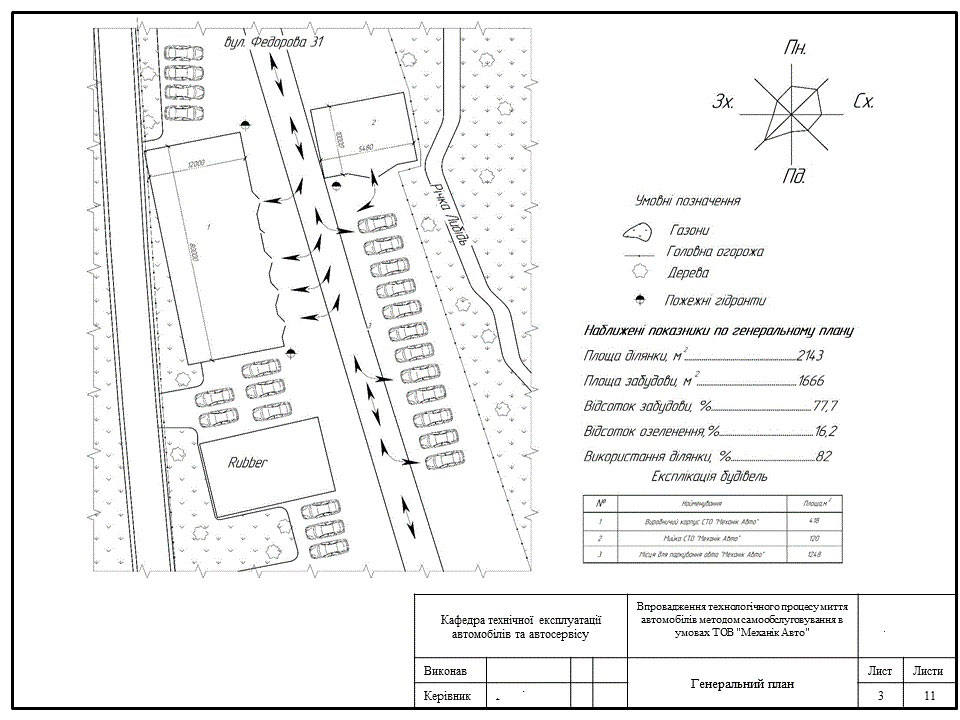 вул. Федорова 31
12000
80000
1
10000
5480
2
Річка Либідь
3
Rubber
Пн.
Зх.
Сх.
Пд.
Умовні позначення
Газони
Головна огорожа
Дерева
Пожежні гідранти
Наближені показники по генеральному плану
Площа ділянки, м²..........2143
Площа забудови, м²..........1666
Відсоток забудови, %..........77,7
Відсоток озеленення,%..........16,2
Використання ділянки, %..........82
Експлікація будівель
№ Найменування Площа,м²
1 Виробничий корпус СТО "Механік Авто" 418
2 Мийка СТО "Механік Авто" 120
3 Місця для паркування авто "Механік Авто" 1248
Кафедра технічної експлуатації
автомобілів та автосервісу
Впровадження технологічного процесу миття
автомобілів методом самообслуговування в
умовах ТОВ "Механік Авто"
Виконав
Керівник
Генеральний план
Лист Листи
3 11